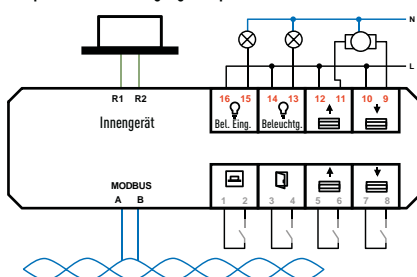 N
L
R1 R2
16 15 14 13 12 11 10 9
Innengerät
Bel. Eing. Beleuchtg.
MODBUS
A B
1 2 3 4 5 6 7 8